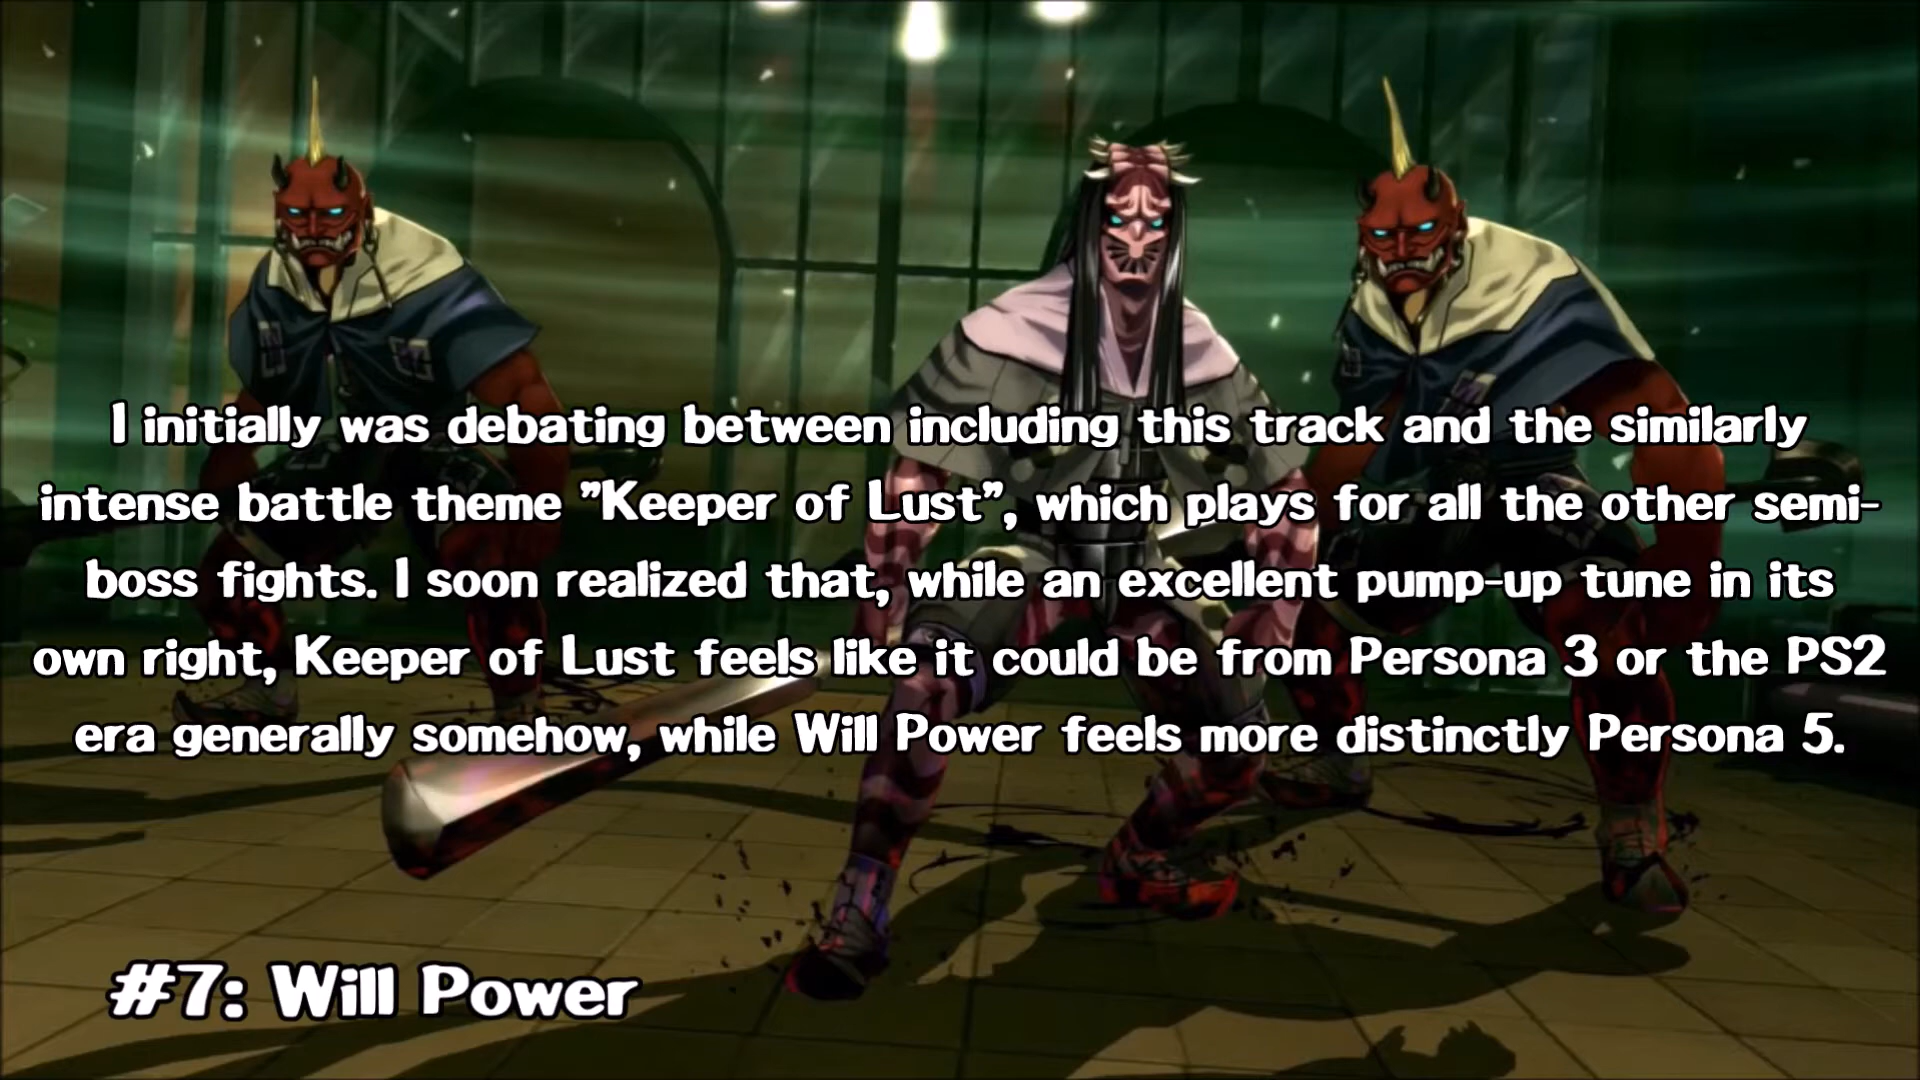 I initially was debating between including this track and the similarly
intense battle theme "Keeper of Lust", which plays for all the other semi-
boss fights. I soon realized that, while an excellent pump-up tune in its
own right, Keeper of Lust feels like it could be from Persona 3 or the PS2
era generally somehow, while Will Power feels more distinctly Persona 5.
#7: Will Power